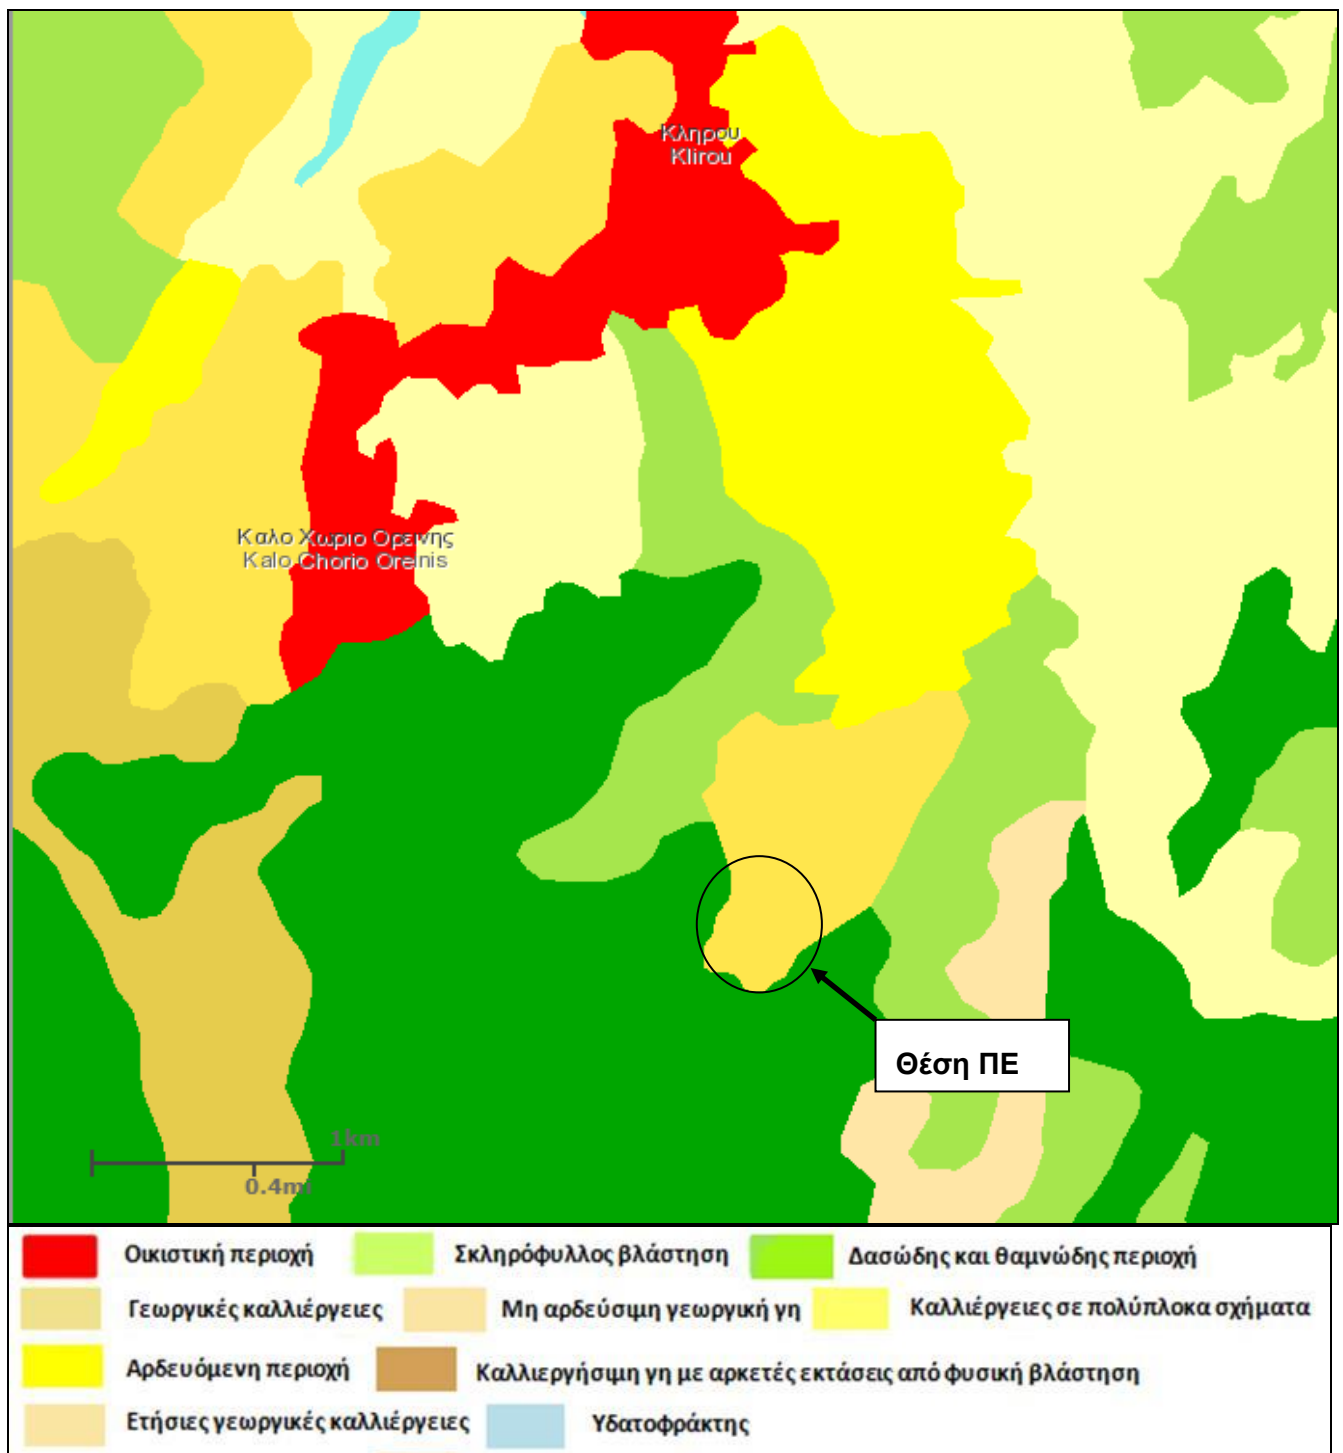 Κληρου
Klirou
Καλο Χωριο Ορεινης
Kalo Chorio Oreinis
Θέση ΠΕ
1km
0.4mi
Οικιστική περιοχή Σκληρόφυλλος βλάστηση Δασώδης και θαμνώδης περιοχή
Γεωργικές καλλιέργειες Μη αρδεύσιμη γεωργική γη Καλλιέργειες σε πολύπλοκα σχήματα
Αρδευόμενη περιοχή Καλλιεργήσιμη γη με αρκετές εκτάσεις από φυσική βλάστηση
Ετήσιες γεωργικές καλλιέργειες Υδατοφράκτης